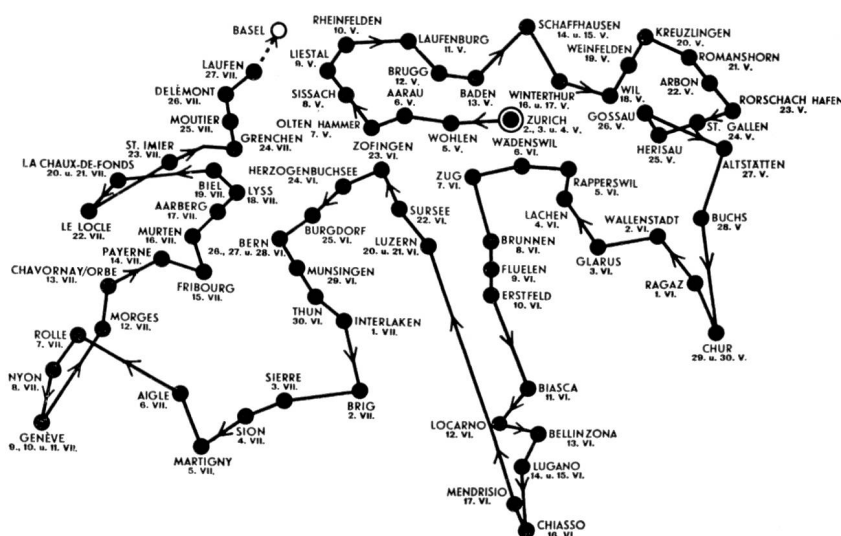 BASEL
LAUFEN
27. VII.
DELÉMONT
26. VII.
MOUTIER
25. VII.
GRENCHEN
24. VII.
ST. IMIER
23. VII.
LA CHAUX-DE-FONDS
20. u. 21. VII.
LE LOCLE
22. VII.
BIEL
19. VII.
LYSS
18. VII.
AARBERG
17. VII.
MURTEN
16. VII.
PAYERNE
14. VII.
FRIBOURG
15. VII.
CHAVORNAY/ORBE
13. VII.
MORGES
12. VII.
ROLLE
7. VII.
NYON
8. VII.
GENÈVE
9., 10. u. 11. VII.
AIGLE
6. VII.
MARTIGNY
5. VII.
SION
4. VII.
SIERRE
3. VII.
BRIG
2. VII.
INTERLAKEN
1. VII.
THUN
30. VI.
MUNSINGEN
29. VI.
BERN
26., 27. u. 28. VI.
BURGDORF
25. VI.
HERZOGENBUCHSEE
24. VI.
ZOFINGEN
23. VI.
SURSEE
22. VI.
LUZERN
20. u. 21. VI.
RHEINFELDEN
10. V.
LIESTAL
9. V.
SISSACH
8. V.
OLTEN HAMMER
7. V.
AARAU
6. V.
WOHLEN
5. V.
ZURICH
2., 3. u. 4. V.
LAUFENBURG
11. V.
BRUGG
12. V.
BADEN
13. V.
SCHAFFHAUSEN
14. u. 15. V.
WINTERTHUR
16. u. 17. V.
WIL
18. V.
WEINFELDEN
19. V.
KREUZLINGEN
20. V.
ROMANSHORN
21. V.
ARBON
22. V.
RORSCHACH HAFEN
23. V.
ST. GALLEN
24. V.
HERISAU
25. V.
GOSSAU
26. V.
ALTSTATTEN
27. V.
BUCHS
28. V
CHUR
29. u. 30. V.
RAGAZ
1. VI.
WALLENSTADT
2. VI.
GLARUS
3. VI.
LACHEN
4. VI.
RAPPERSWIL
5. VI.
WADENSWIL
6. VI.
ZUG
7. VI.
BRUNNEN
8. VI.
FLUELEN
9. VI.
ERSTFELD
10. VI.
BIASCA
11. VI.
LOCARNO
12. VI.
BELLINZONA
13. VI.
LUGANO
14. u. 15. VI.
MENDRISIO
17. VI.
CHIASSO
16. VI.